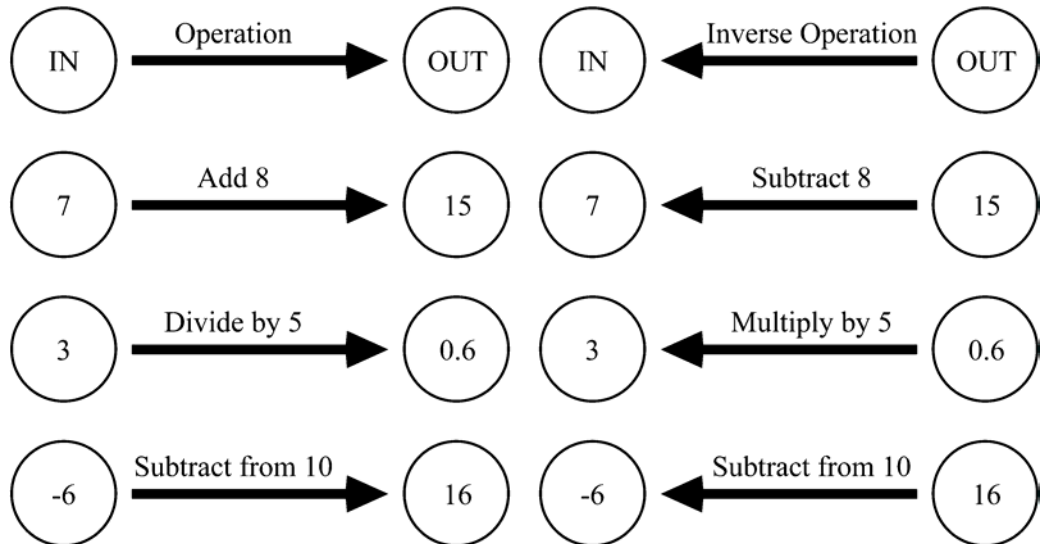 IN Operation OUT IN Inverse Operation OUT
7 Add 8 15 7 Subtract 8 15
3 Divide by 5 0.6 3 Multiply by 5 0.6
-6 Subtract from 10 16 -6 Subtract from 10 16